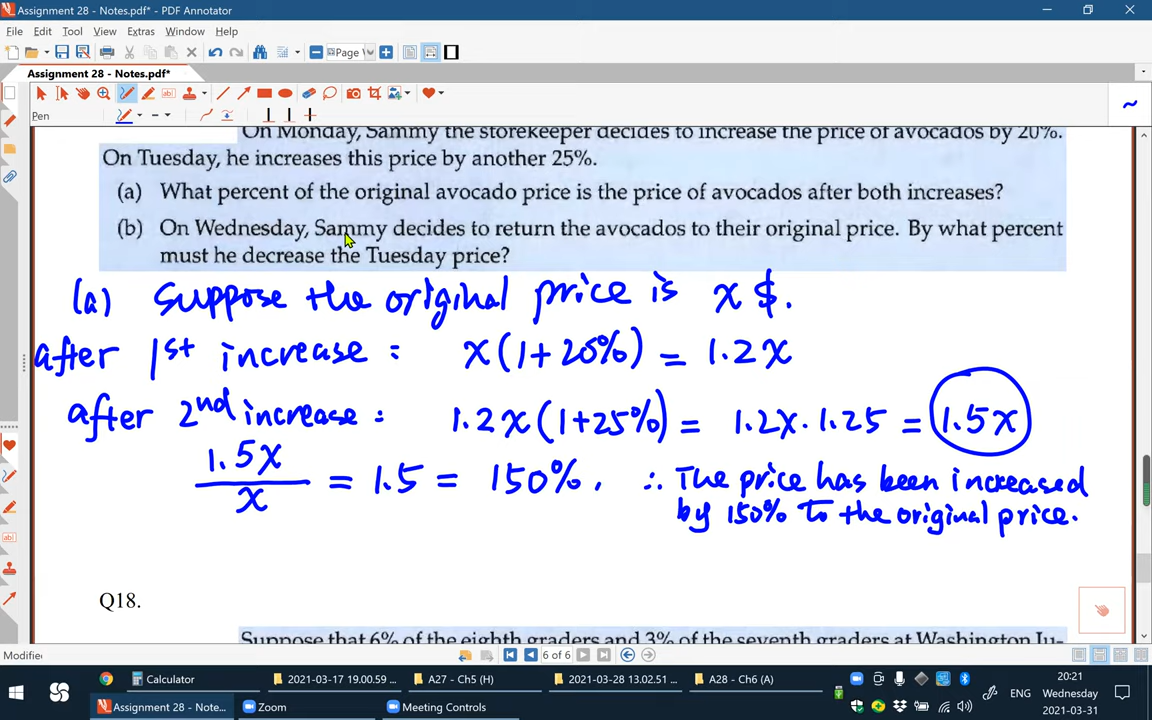 Assignment 28 - Notes.pdf* - PDF Annotator
File Edit Tool Extras Window Help
Page
Assignment 28 - Notes.pdf* ×
Pen
On Monday, Sammy the storekeeper decides to increase the price of avocados by 20%.
On Tuesday, he increases this price by another 25%.
(a) What percent of the original avocado price is the price of avocados after both increases?
(b) On Wednesday, Sammy decides to return the avocados to their original price. By what percent
must he decrease the Tuesday price?
(a) Suppose the original price is x $.
after 1st increase : x(1+20%) = 1.2x
after 2nd increase : 1.2x(1+25%) = 1.2x · 1.25 = 1.5x
1.5x/x = 1.5 = 150%. ∴ The price has been increased
by 150% to the original price.
Q18.
Suppose that 6% of the eighth graders and 3% of the seventh graders at Washington Ju-
Modified
6 of 6
Calculator
2021-03-17 19.00.59 ...
A27 - Ch5 (H)
2021-03-28 13.02.51 ...
A28 - Ch6 (A)
20:21
ENG
Wednesday
Assignment 28 - Note...
Zoom
Meeting Controls
2021-03-31